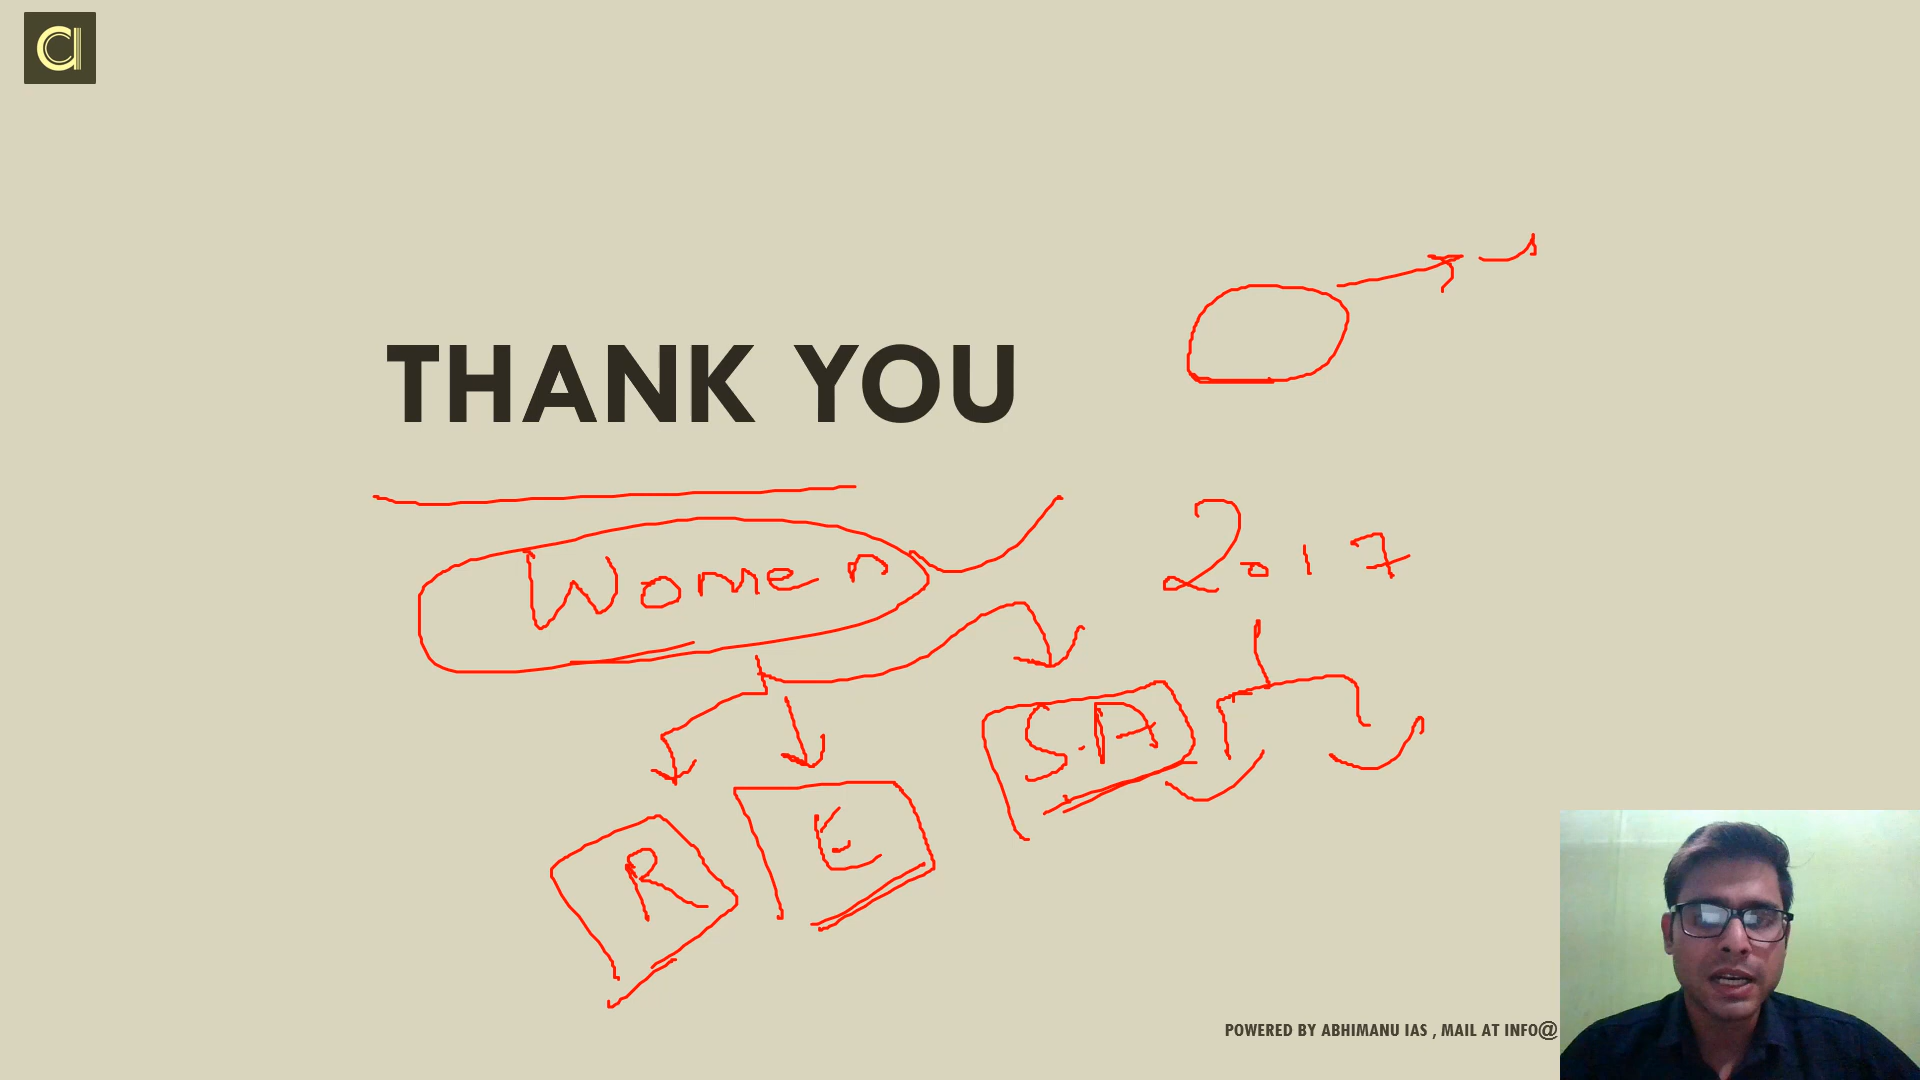 a
THANK YOU
Women
2017
S.A
R
E
POWERED BY ABHIMANU IAS , MAIL AT INFO@